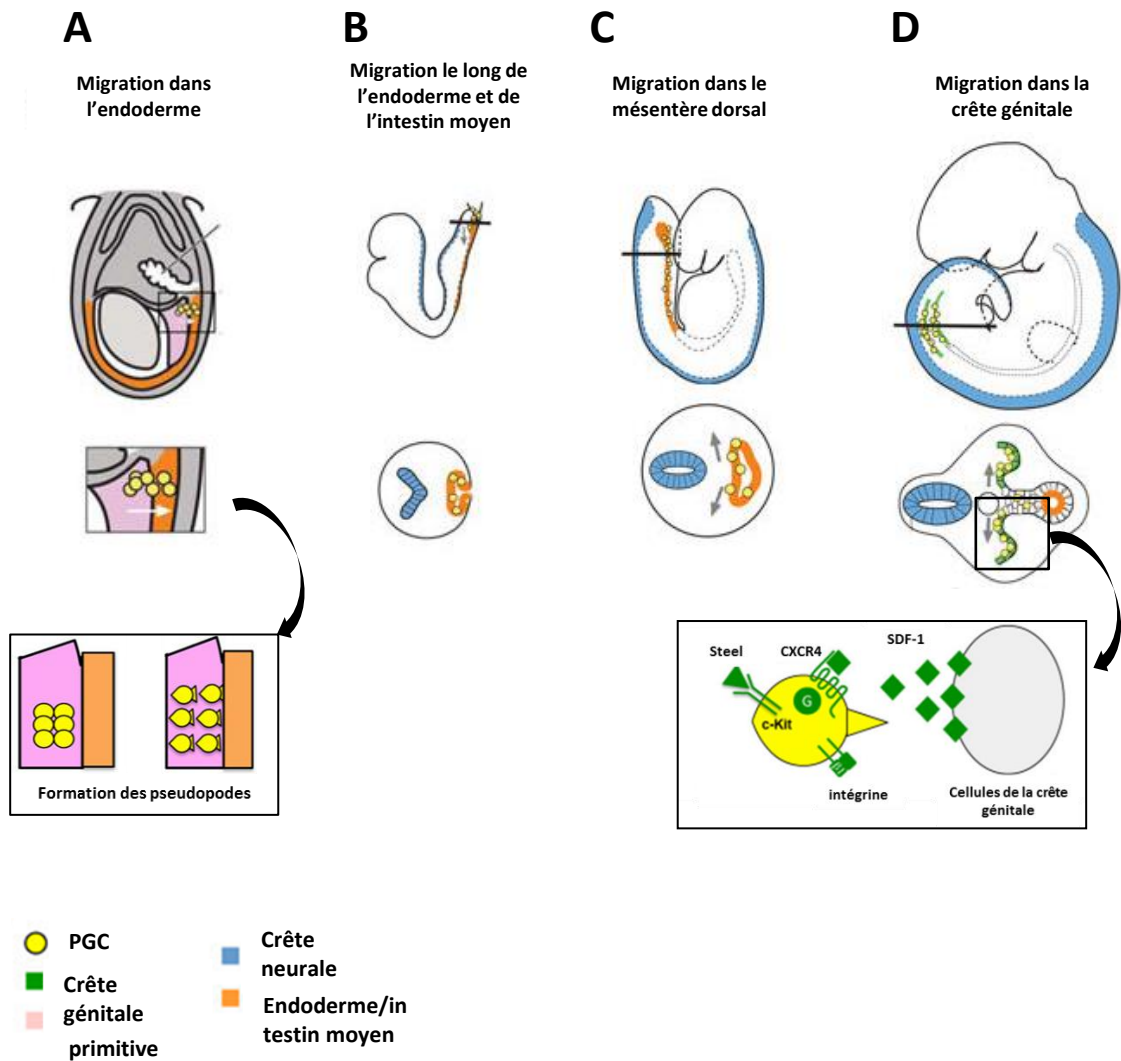 A
B
C
D
Migration dans
l'endoderme
Migration le long de
l'endoderme et de
l'intestin moyen
Migration dans le
mésentère dorsal
Migration dans la
crête génitale
Formation des pseudopodes
Steel
CXCR4
SDF-1
G
c-Kit
intégrine
Cellules de la crête
génitale
PGC
Crête
génitale
primitive
Crête
neurale
Endoderme/in
testin moyen